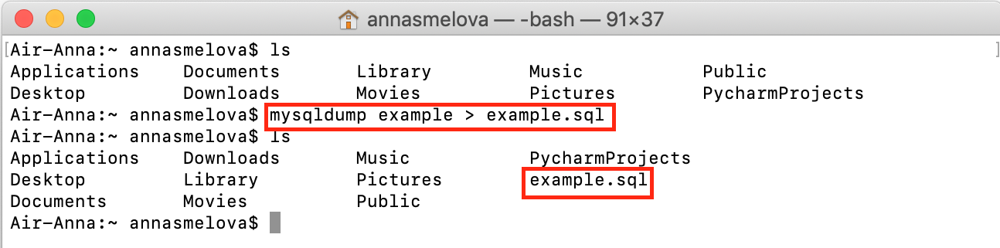 annasmelova — -bash — 91×37
[Air-Anna:~ annasmelova$ ls ]
Applications Documents Library Music Public
Desktop Downloads Movies Pictures PycharmProjects
Air-Anna:~ annasmelova$ mysqldump example > example.sql
Air-Anna:~ annasmelova$ ls
Applications Downloads Music PycharmProjects
Desktop Library Pictures example.sql
Documents Movies Public
Air-Anna:~ annasmelova$